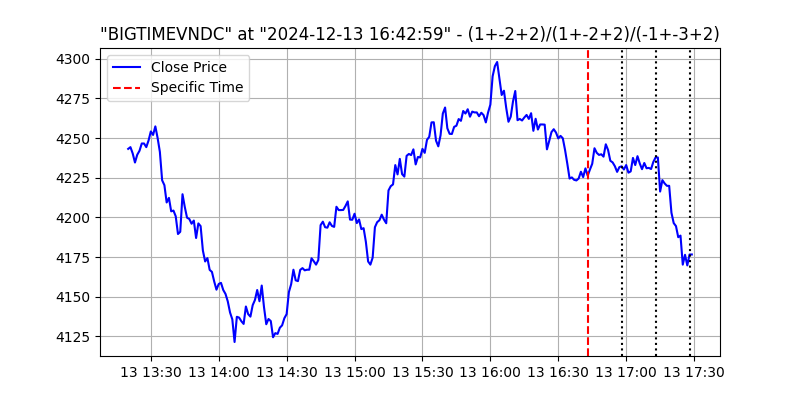 "BIGTIMEVNDC" at "2024-12-13 16:42:59" - (1+-2+2)/(1+-2+2)/(-1+-3+2)
Close Price
Specific Time
4300
4275
4250
4225
4200
4175
4150
4125
13 13:30 13 14:00 13 14:30 13 15:00 13 15:30 13 16:00 13 16:30 13 17:00 13 17:30